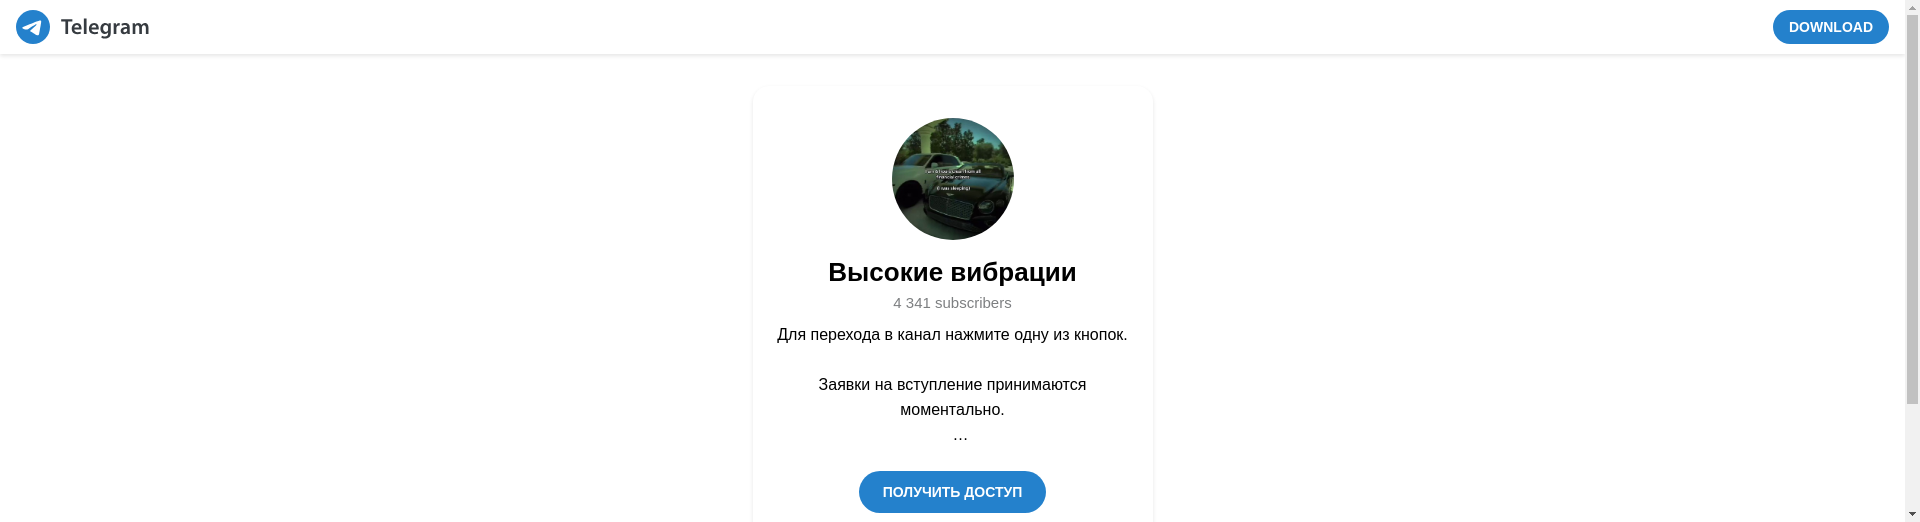 Telegram
DOWNLOAD
Высокие вибрации
4 341 subscribers
Для перехода в канал нажмите одну из кнопок.
Заявки на вступление принимаются
моментально.
…
ПОЛУЧИТЬ ДОСТУП